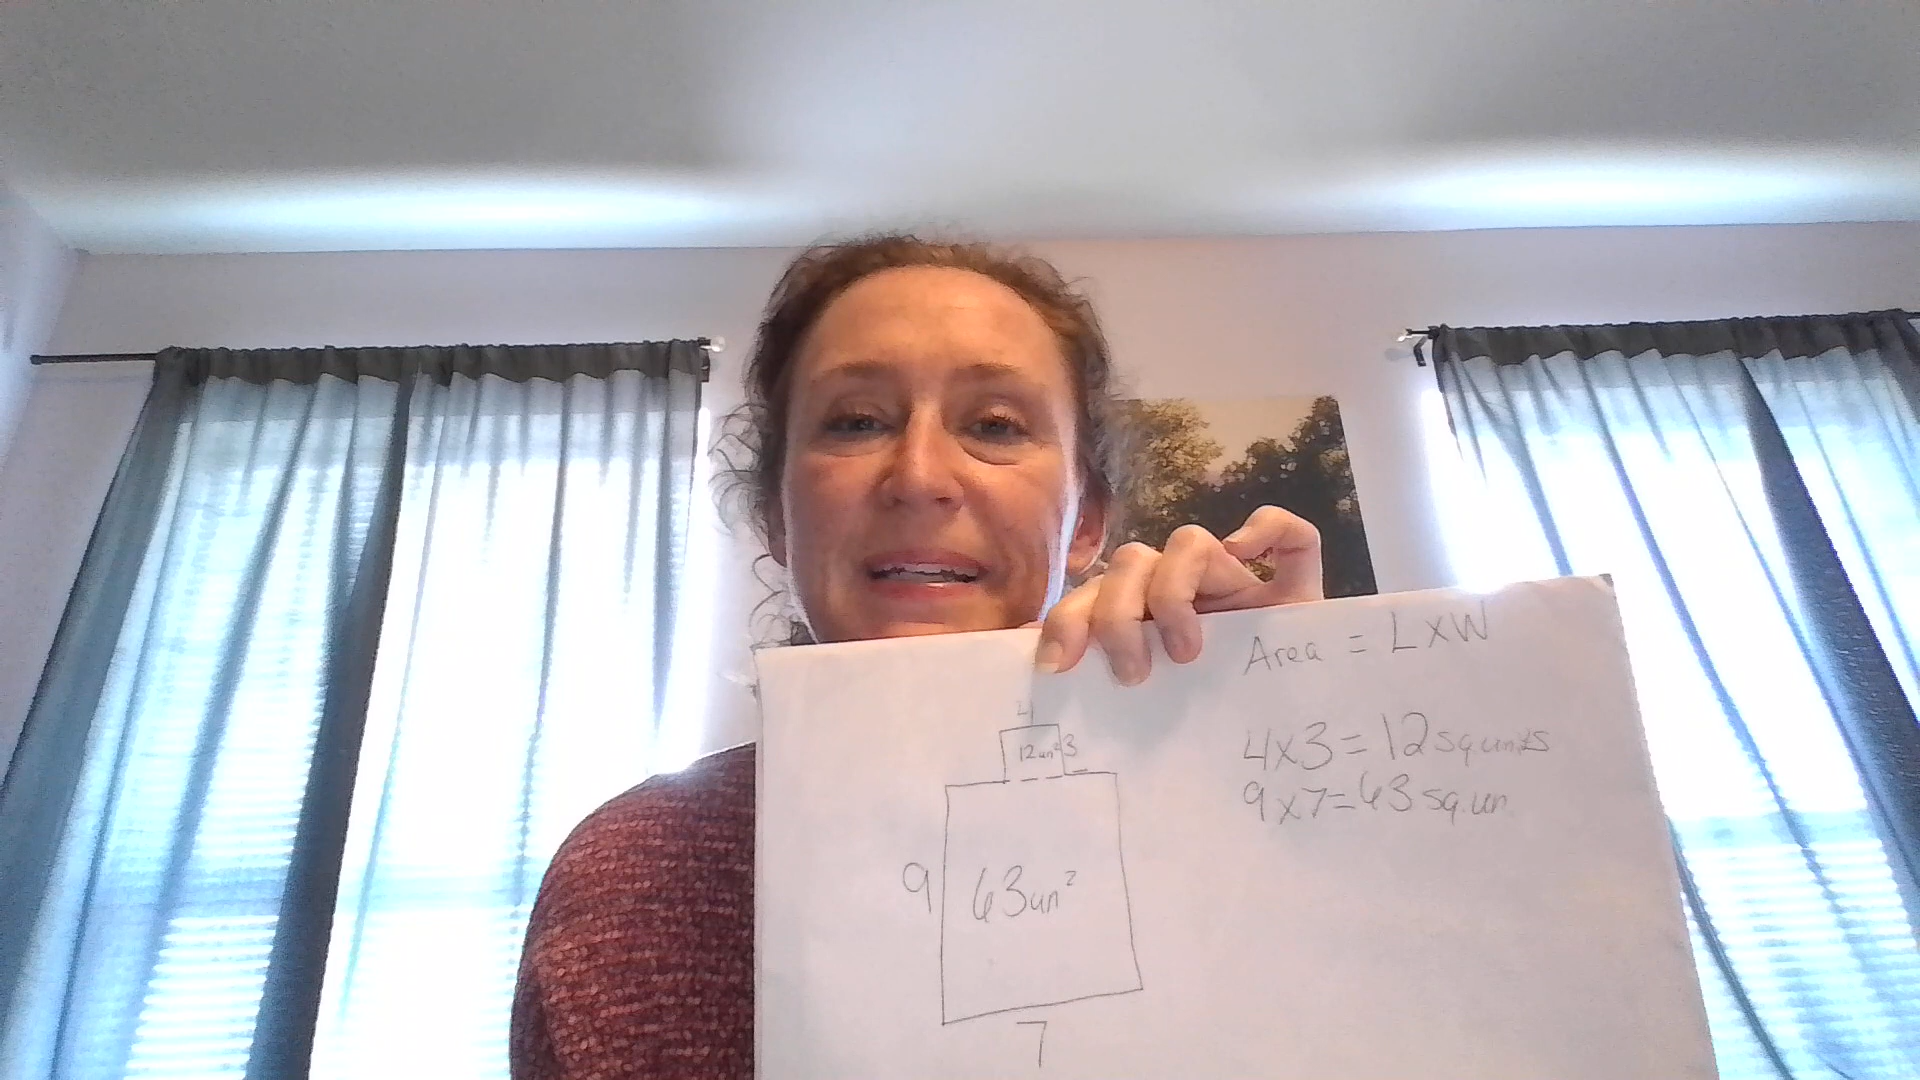 Area = L x W
4
12un² 3
4x3 = 12 sq units
9x7=63 sq.un.
9 63un²
7